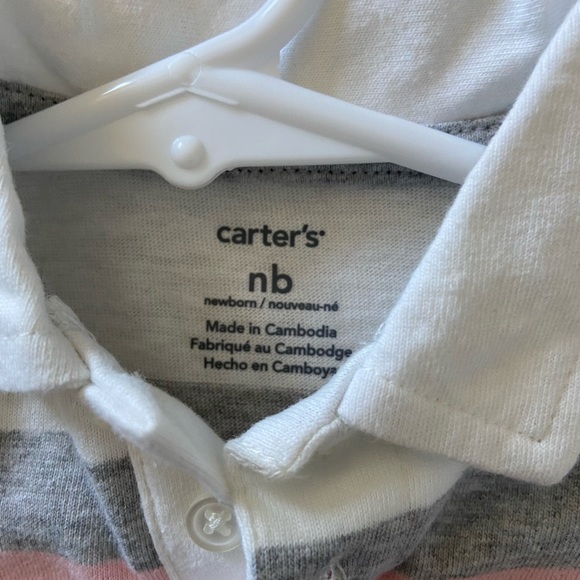 carter's
nb
newborn / nouveau-né
Made in Cambodia
Fabriqué au Cambodge
Hecho en Camboya